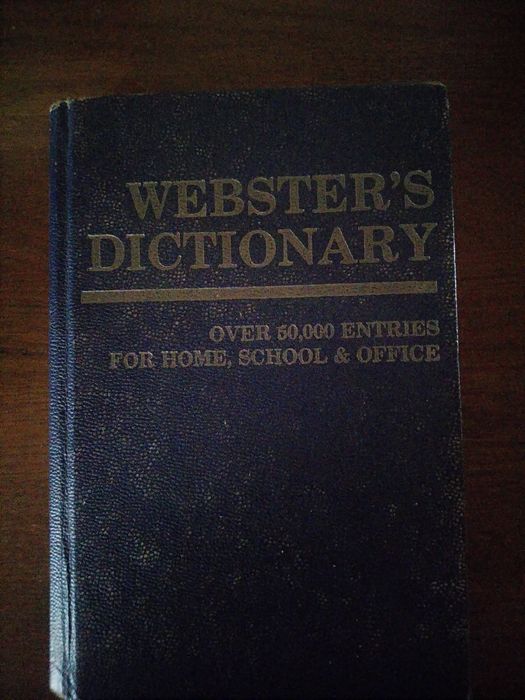 WEBSTER'S
DICTIONARY
OVER 50,000 ENTRIES
FOR HOME, SCHOOL & OFFICE